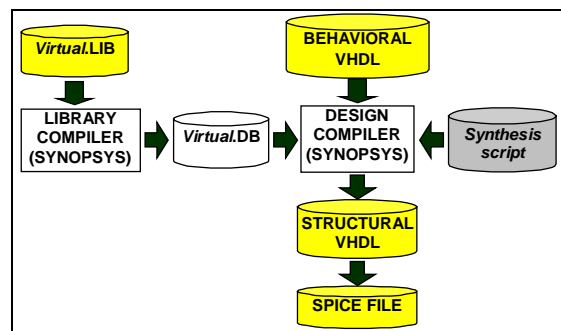 Virtual.LIB
BEHAVIORAL
VHDL
LIBRARY
COMPILER
(SYNOPSYS)
Virtual.DB
DESIGN
COMPILER
(SYNOPSYS)
Synthesis
script
STRUCTURAL
VHDL
SPICE FILE